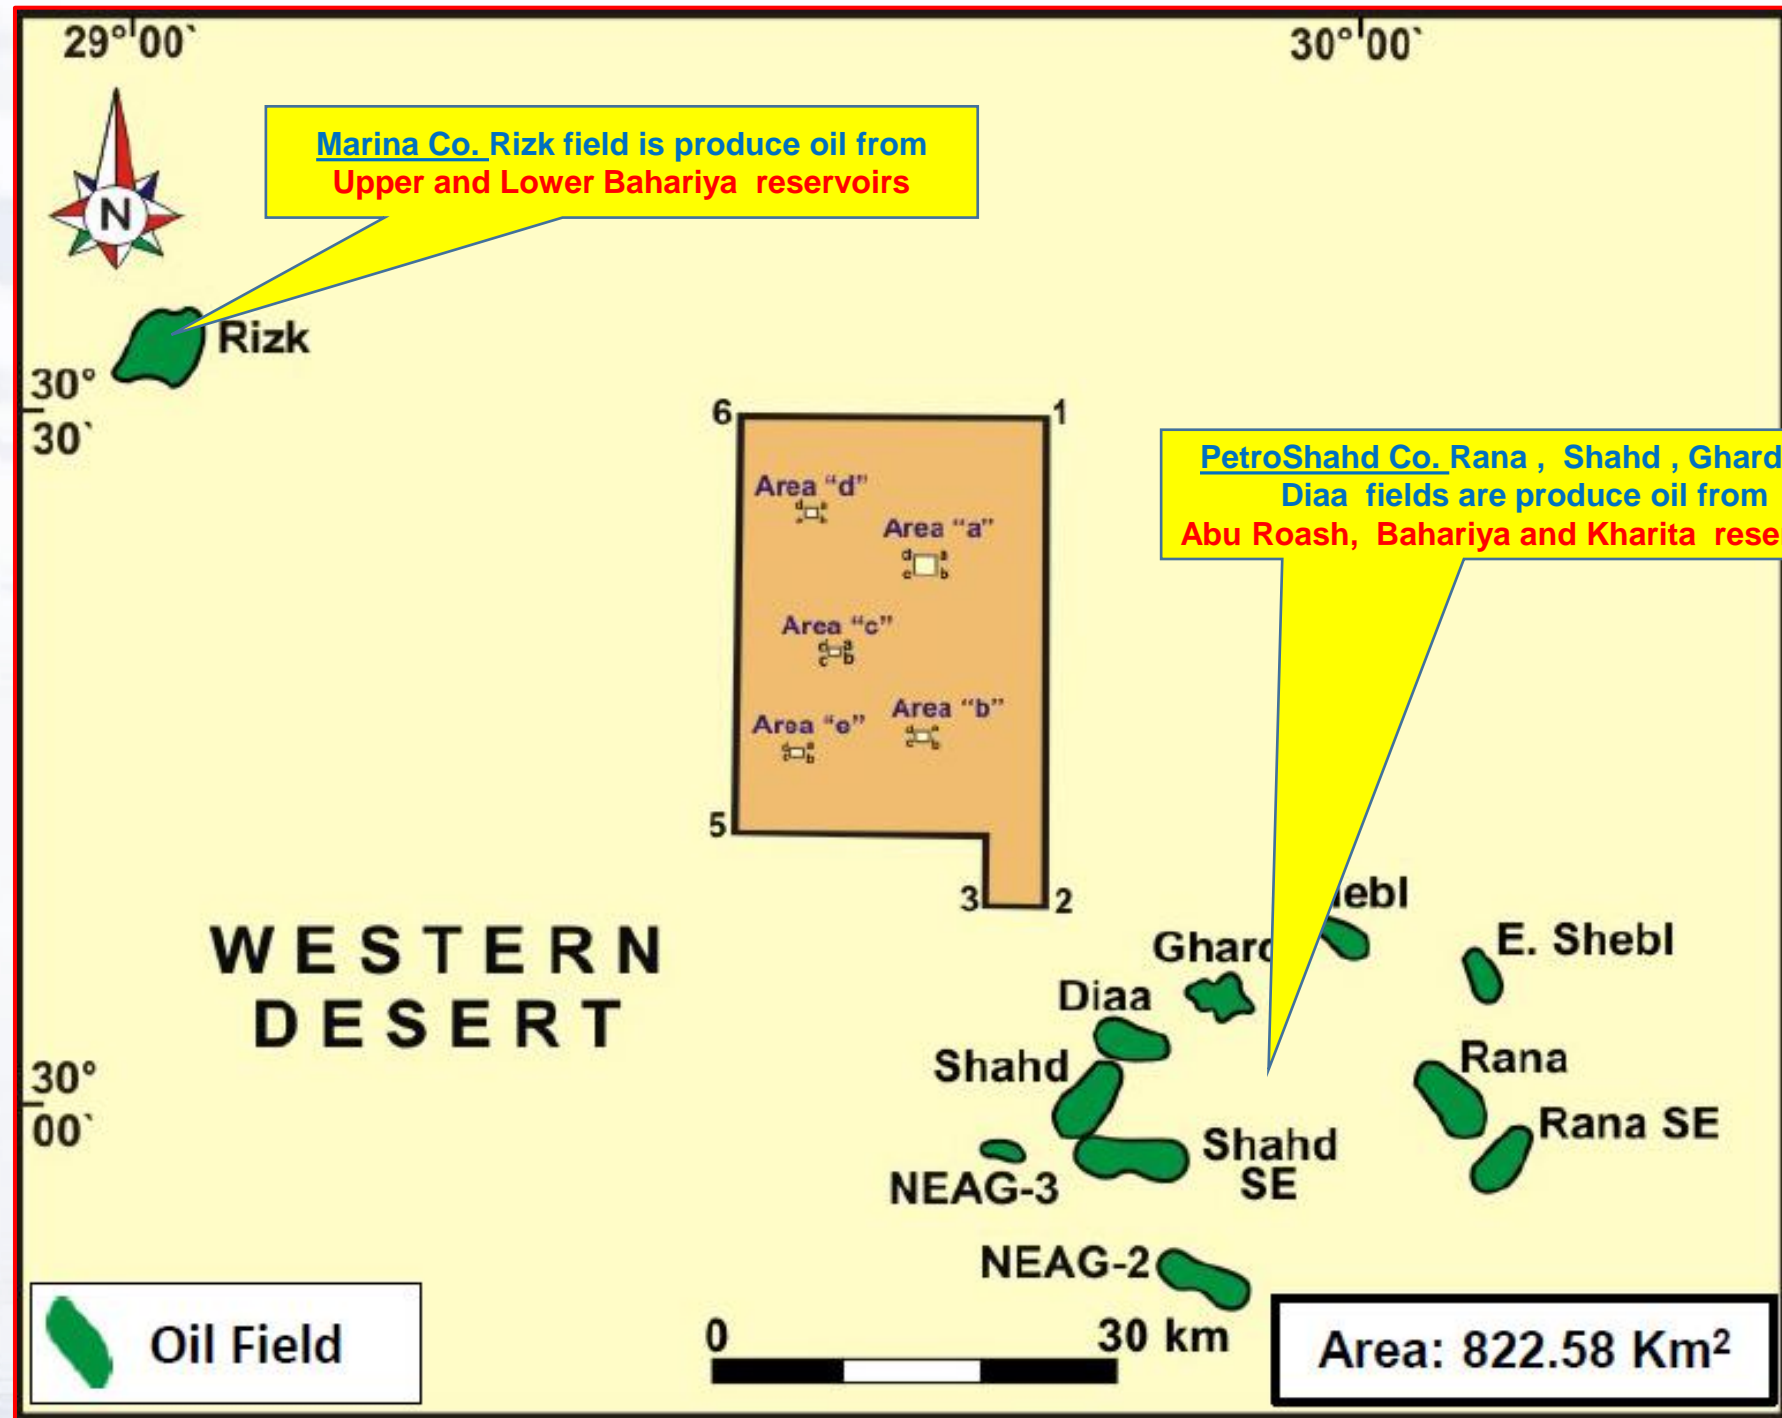 29°00`
30°00`
Marina Co. Rizk field is produce oil from
Upper and Lower Bahariya reservoirs
N
Rizk
30°
30`
6
1
PetroShahd Co. Rana , Shahd , Ghard
Diaa fields are produce oil from
Abu Roash, Bahariya and Kharita rese
Area “d”
d a
c b
Area “a”
d a
c b
Area “c”
d a
c b
Area “b”
d a
c b
Area “e”
d a
c b
5
3
2
WESTERN
DESERT
ebl
E. Shebl
Ghar
Diaa
Shahd
Rana
30°
00`
Rana SE
Shahd
SE
NEAG-3
NEAG-2
Oil Field
0
30 km
Area: 822.58 Km²